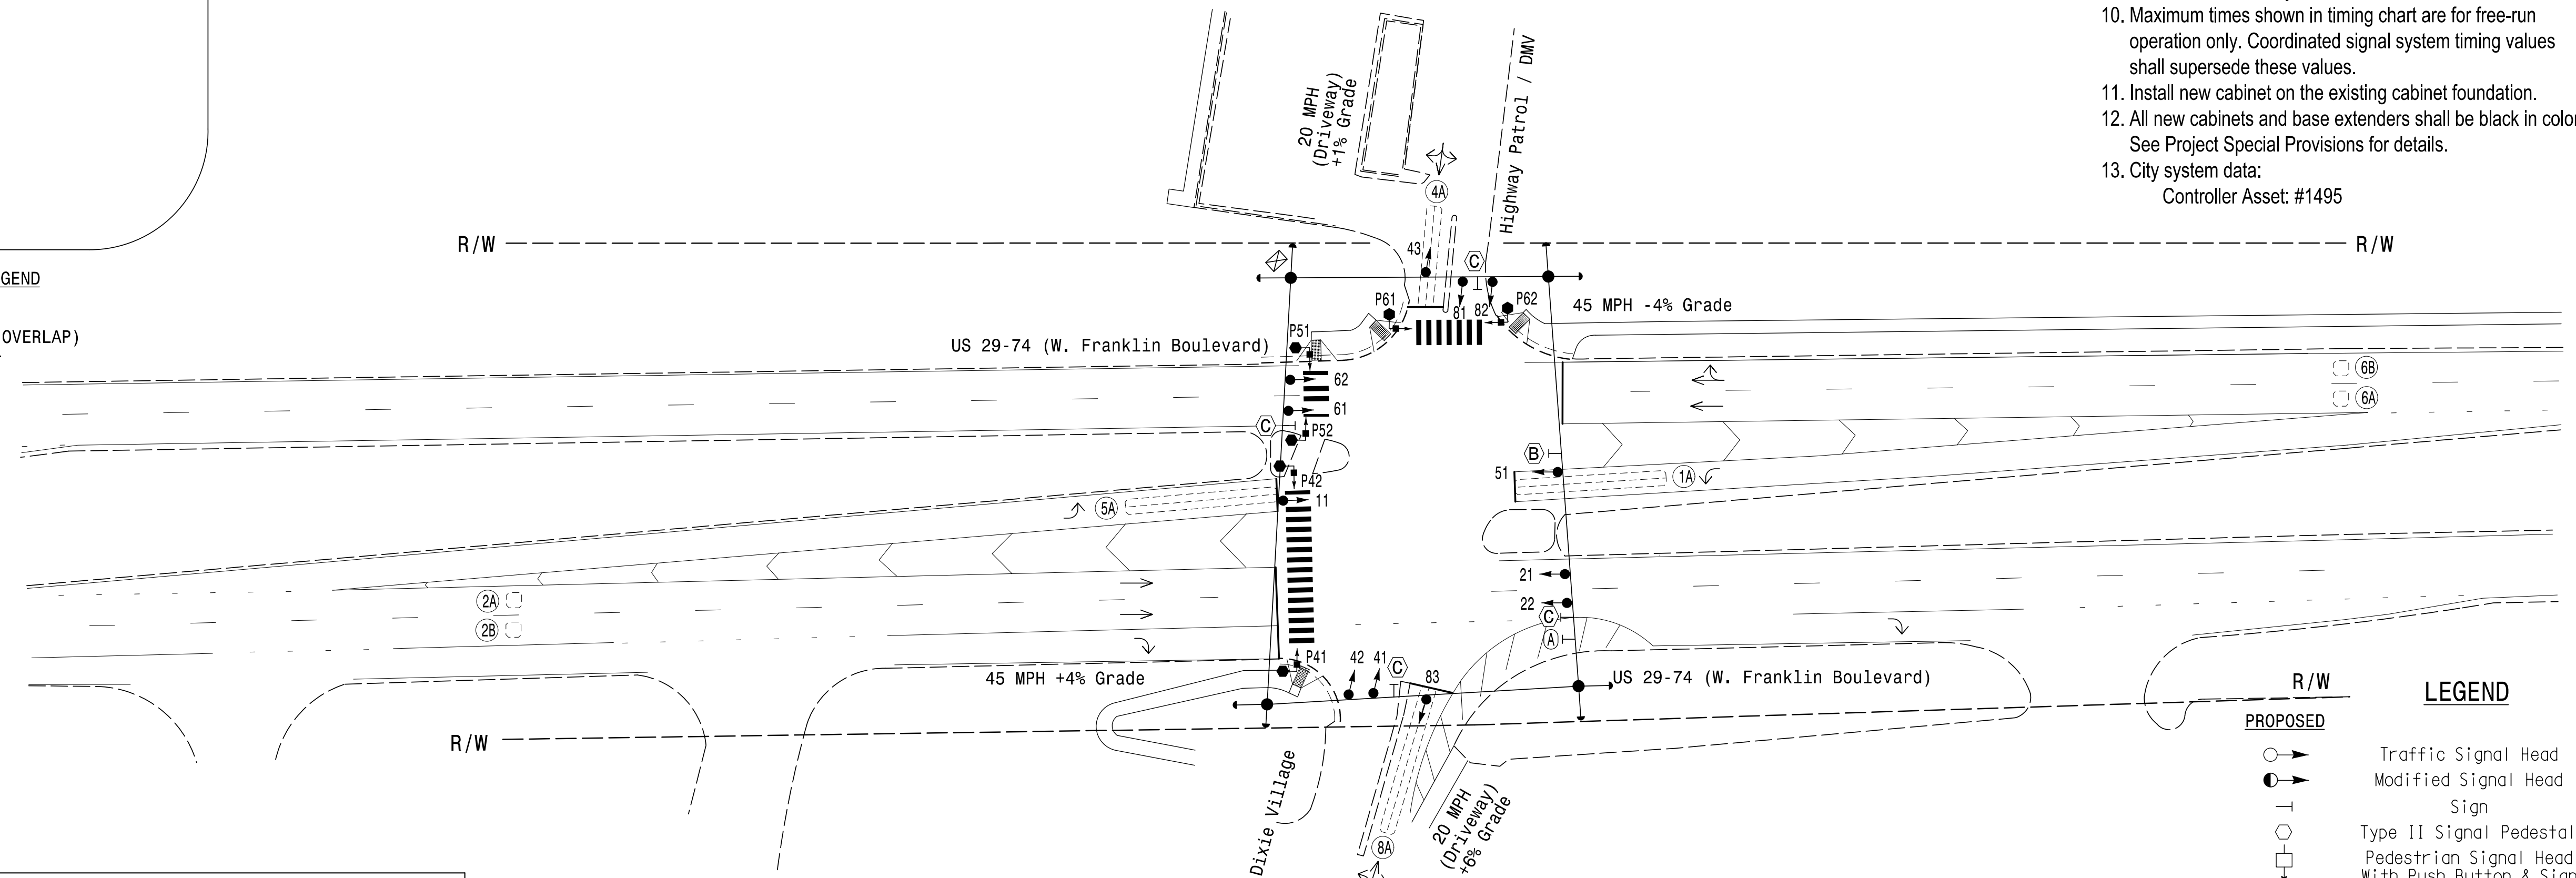 10. Maximum times shown in timing chart are for free-run
operation only. Coordinated signal system timing values
shall supersede these values.
11. Install new cabinet on the existing cabinet foundation.
12. All new cabinets and base extenders shall be black in color
See Project Special Provisions for details.
13. City system data:
Controller Asset: #1495
GEND
OVERLAP)
R/W
R/W
20 MPH
(Driveway)
+1% Grade
Highway Patrol / DMV
4A
43
C
P61
81
82
P62
45 MPH -4% Grade
P51
US 29-74 (W. Franklin Boulevard)
62
61
C
P52
6B
6A
B
51
1A
P42
11
5A
2A
2B
21
22
C
A
P41
42
41
C
83
45 MPH +4% Grade
US 29-74 (W. Franklin Boulevard)
R/W
R/W
Dixie Village
8A
20 MPH
(Driveway)
+6% Grade
LEGEND
PROPOSED
Traffic Signal Head
Modified Signal Head
Sign
Type II Signal Pedestal
Pedestrian Signal Head
With Push Button & Sign